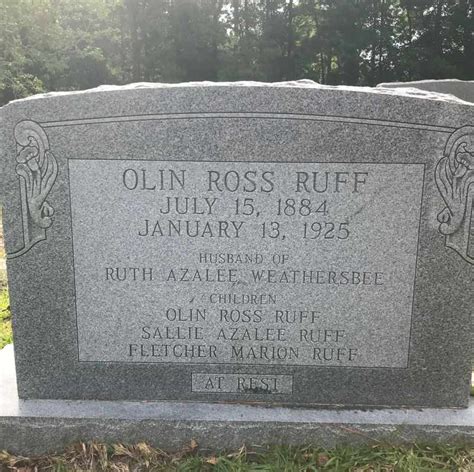 OLIN ROSS RUFF
JULY 15, 1884
JANUARY 13, 1925
HUSBAND OF
RUTH AZALEE WEATHERSBEE
CHILDREN
OLIN ROSS RUFF
SALLIE AZALEE RUFF
FLETCHER MARION RUFF
AT REST